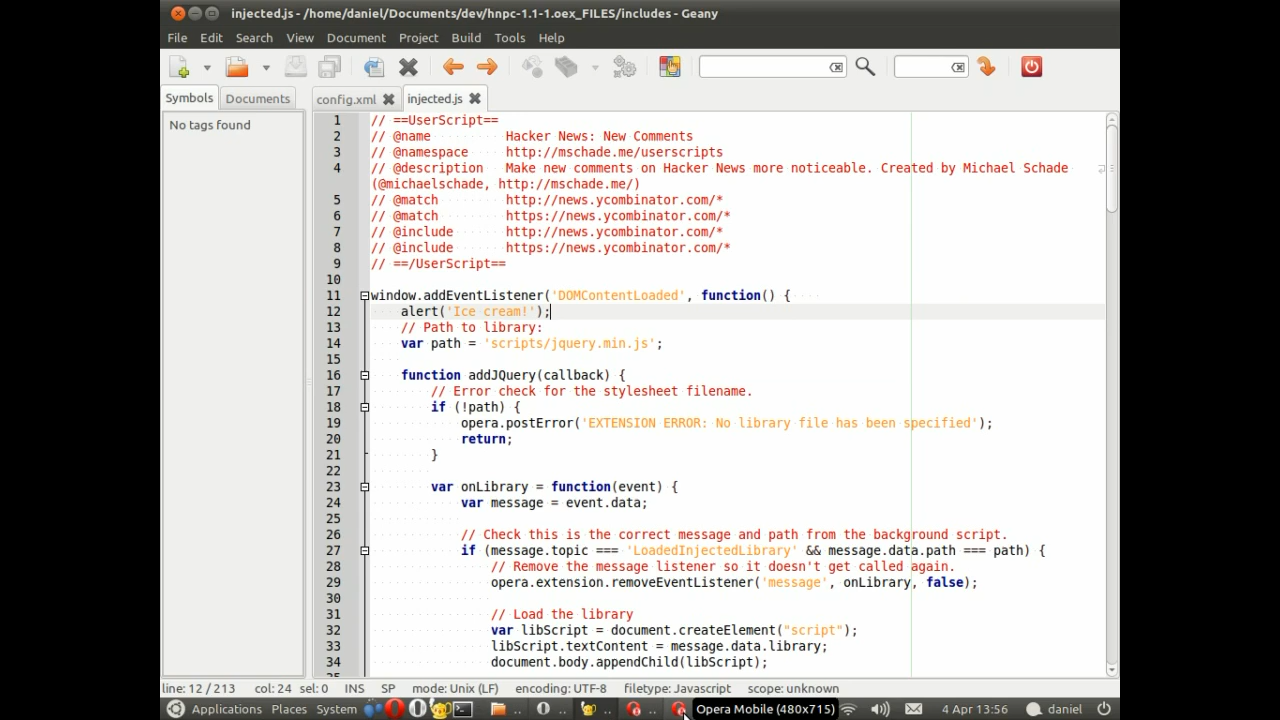 injected.js - /home/daniel/Documents/dev/hnpc-1.1-1.oex_FILES/includes - Geany
File Edit Search View Document Project Build Tools Help
Symbols Documents config.xml injected.js
No tags found
1 // ==UserScript==
2 // @name Hacker News: New Comments
3 // @namespace http://mschade.me/userscripts
4 // @description Make new comments on Hacker News more noticeable. Created by Michael Schade
(@michaelschade, http://mschade.me/)
5 // @match http://news.ycombinator.com/*
6 // @match https://news.ycombinator.com/*
7 // @include http://news.ycombinator.com/*
8 // @include https://news.ycombinator.com/*
9 // ==/UserScript==
10
11 window.addEventListener('DOMContentLoaded', function() {
12 alert('Ice cream!');
13 // Path to library:
14 var path = 'scripts/jquery.min.js';
15
16 function addJQuery(callback) {
17 // Error check for the stylesheet filename.
18 if (!path) {
19 opera.postError('EXTENSION ERROR: No library file has been specified');
20 return;
21 }
22
23 var onLibrary = function(event) {
24 var message = event.data;
25
26 // Check this is the correct message and path from the background script.
27 if (message.topic === 'LoadedInjectedLibrary' && message.data.path === path) {
28 // Remove the message listener so it doesn't get called again.
29 opera.extension.removeEventListener('message', onLibrary, false);
30
31 // Load the library
32 var libScript = document.createElement("script");
33 libScript.textContent = message.data.library;
34 document.body.appendChild(libScript);
line: 12 / 213 col: 24 sel: 0 INS SP mode: Unix (LF) encoding: UTF-8 filetype: Javascript scope: unknown
Applications Places System .. .. .. .. Opera Mobile (480x715) 4 Apr 13:56 daniel